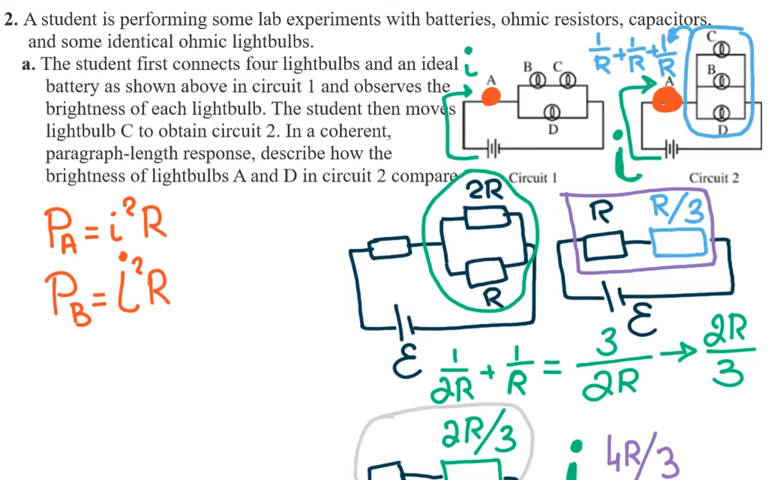 2. A student is performing some lab experiments with batteries, ohmic resistors, capacitors,
and some identical ohmic lightbulbs.
a. The student first connects four lightbulbs and an ideal
battery as shown above in circuit 1 and observes the
brightness of each lightbulb. The student then moves
lightbulb C to obtain circuit 2. In a coherent,
paragraph-length response, describe how the
brightness of lightbulbs A and D in circuit 2 compare
i
A
B C
D
Circuit 1
1/R + 1/R + 1/R
i
A
C
B
D
Circuit 2
P_A = i²R
P_B = i²R
2R
R
ℰ
R R/3
ℰ
1/2R + 1/R = 3/2R → 2R/3
2R/3
i 4R/3